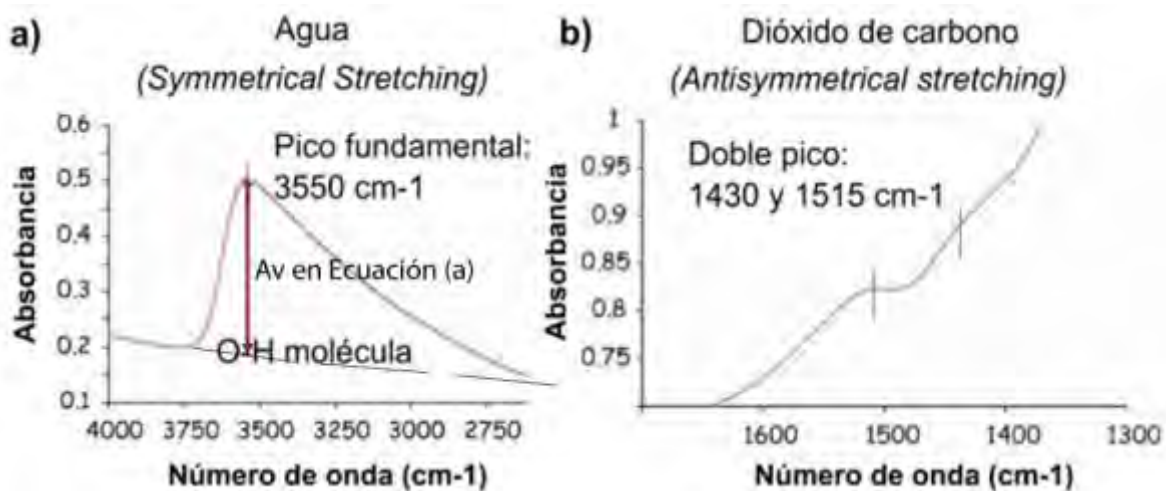 a)
Agua
(Symmetrical Stretching)
0.6
0.5
0.4
0.3
0.2
0.1
Absorbancia
Pico fundamental:
3550 cm-1
Av en Ecuación (a)
O-H molécula
4000 3750 3500 3250 3000 2750
Número de onda (cm-1)
b)
Dióxido de carbono
(Antisymmetrical stretching)
1
0.95
0.9
0.85
0.8
0.75
Absorbancia
Doble pico:
1430 y 1515 cm-1
1600 1500 1400 1300
Número de onda (cm-1)